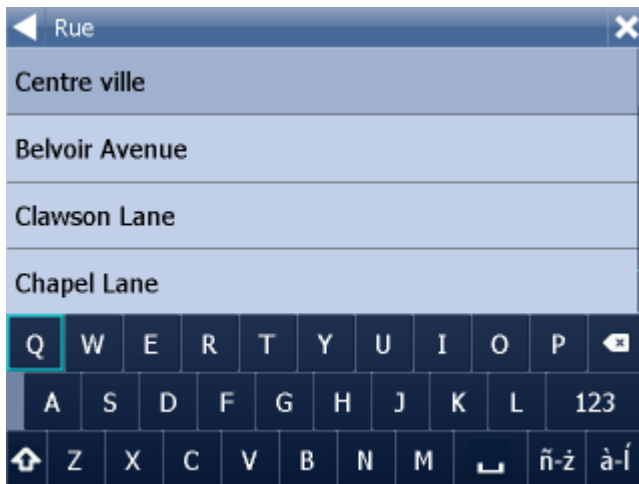 Rue
Centre ville
Belvoir Avenue
Clawson Lane
Chapel Lane
Q W E R T Y U I O P
A S D F G H J K L 123
Z X C V B N M ñ-ż à-Í